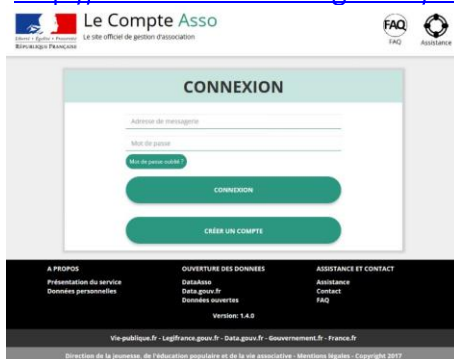 Le Compte Asso
Le site officiel de gestion d'association
Liberté • Égalité • Fraternité
RÉPUBLIQUE FRANÇAISE
FAQ
FAQ
Assistance
CONNEXION
Adresse de messagerie
Mot de passe
Mot de passe oublié ?
CONNEXION
CRÉER UN COMPTE
A PROPOS
Présentation du service
Données personnelles
OUVERTURE DES DONNEES
DataAsso
Data.gouv.fr
Données ouvertes
ASSISTANCE ET CONTACT
Assistance
Contact
FAQ
Version: 1.4.0
Vie-publique.fr - Legifrance.gouv.fr - Data.gouv.fr - Gouvernement.fr - France.fr
Direction de la jeunesse, de l'éducation populaire et de la vie associative - Mentions légales - Copyright 2017